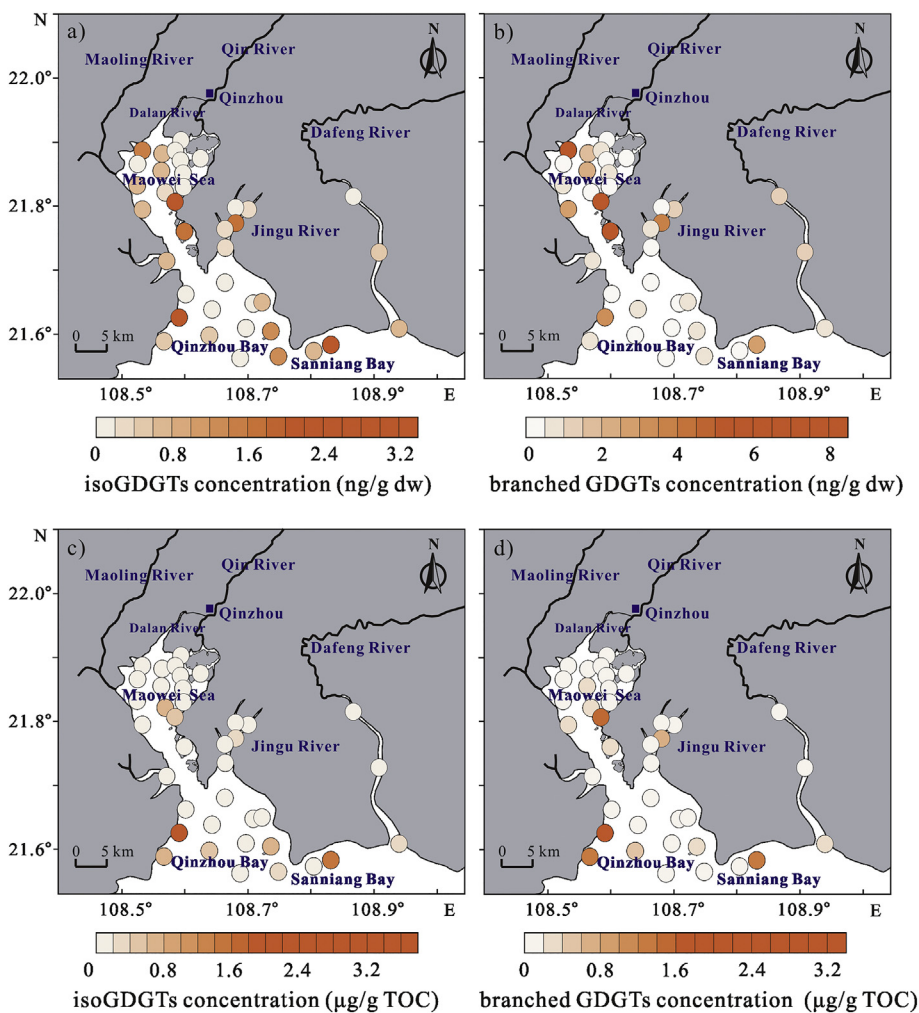 a)
N
N
Qin River
Maoling River
22.0°
Qinzhou
Dalan River
Dafeng River
Maowei Sea
21.8°
Jingu River
21.6°
0 5 km
Qinzhou Bay
Sanniang Bay
108.5° 108.7° 108.9° E
0 0.8 1.6 2.4 3.2
isoGDGTs concentration (ng/g dw)
b)
N
Qin River
Maoling River
Qinzhou
Dalan River
Dafeng River
Maowei Sea
Jingu River
0 5 km
Qinzhou Bay
Sanniang Bay
108.5° 108.7° 108.9° E
0 2 4 6 8
branched GDGTs concentration (ng/g dw)
c)
N
N
Qin River
Maoling River
22.0°
Qinzhou
Dalan River
Dafeng River
Maowei Sea
21.8°
Jingu River
21.6°
0 5 km
Qinzhou Bay
Sanniang Bay
108.5° 108.7° 108.9° E
0 0.8 1.6 2.4 3.2
isoGDGTs concentration (μg/g TOC)
d)
N
Qin River
Maoling River
Qinzhou
Dalan River
Dafeng River
Maowei Sea
Jingu River
0 5 km
Qinzhou Bay
Sanniang Bay
108.5° 108.7° 108.9° E
0 0.8 1.6 2.4 3.2
branched GDGTs concentration (μg/g TOC)